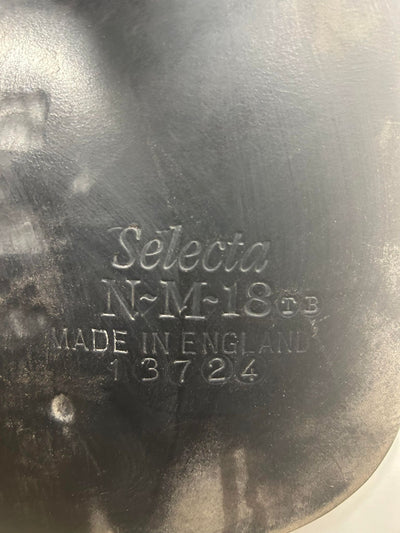 Selecta
N~M~18 TB
MADE IN ENGLAND
13724